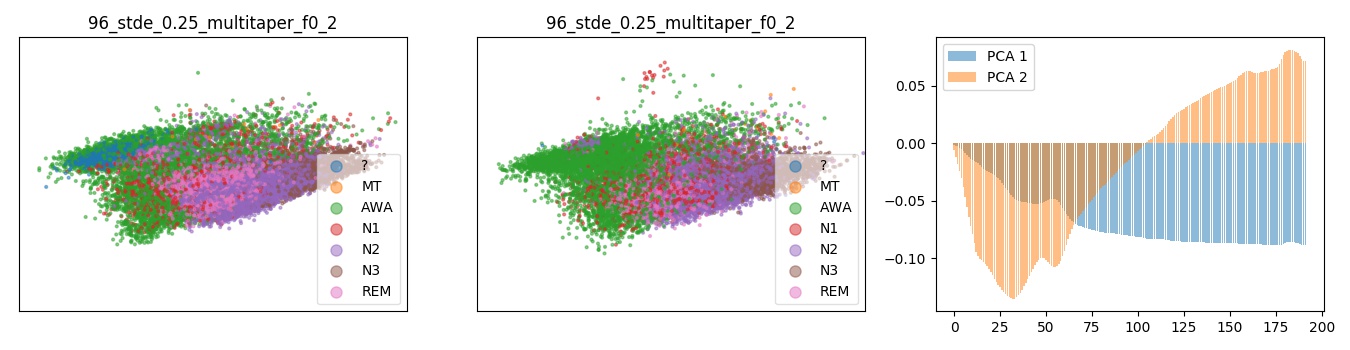 96_stde_0.25_multitaper_f0_2
?
MT
AWA
N1
N2
N3
REM
96_stde_0.25_multitaper_f0_2
?
MT
AWA
N1
N2
N3
REM
PCA 1
PCA 2
0.05
0.00
−0.05
−0.10
0 25 50 75 100 125 150 175 200